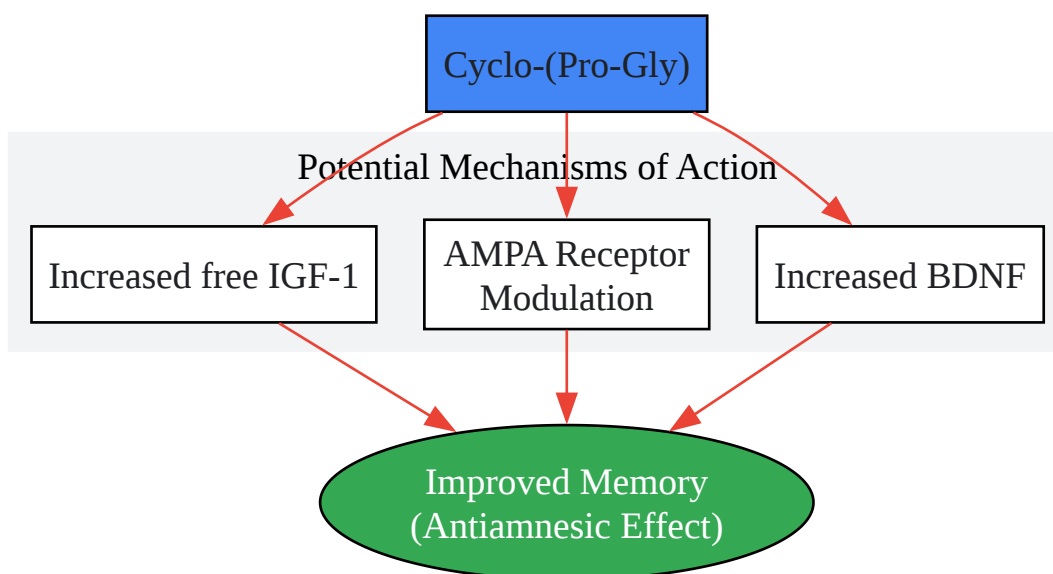 Cyclo-(Pro-Gly)
Potential Mechanisms of Action
Increased free IGF-1
AMPA Receptor
Modulation
Increased BDNF
Improved Memory
(Antiamnesic Effect)